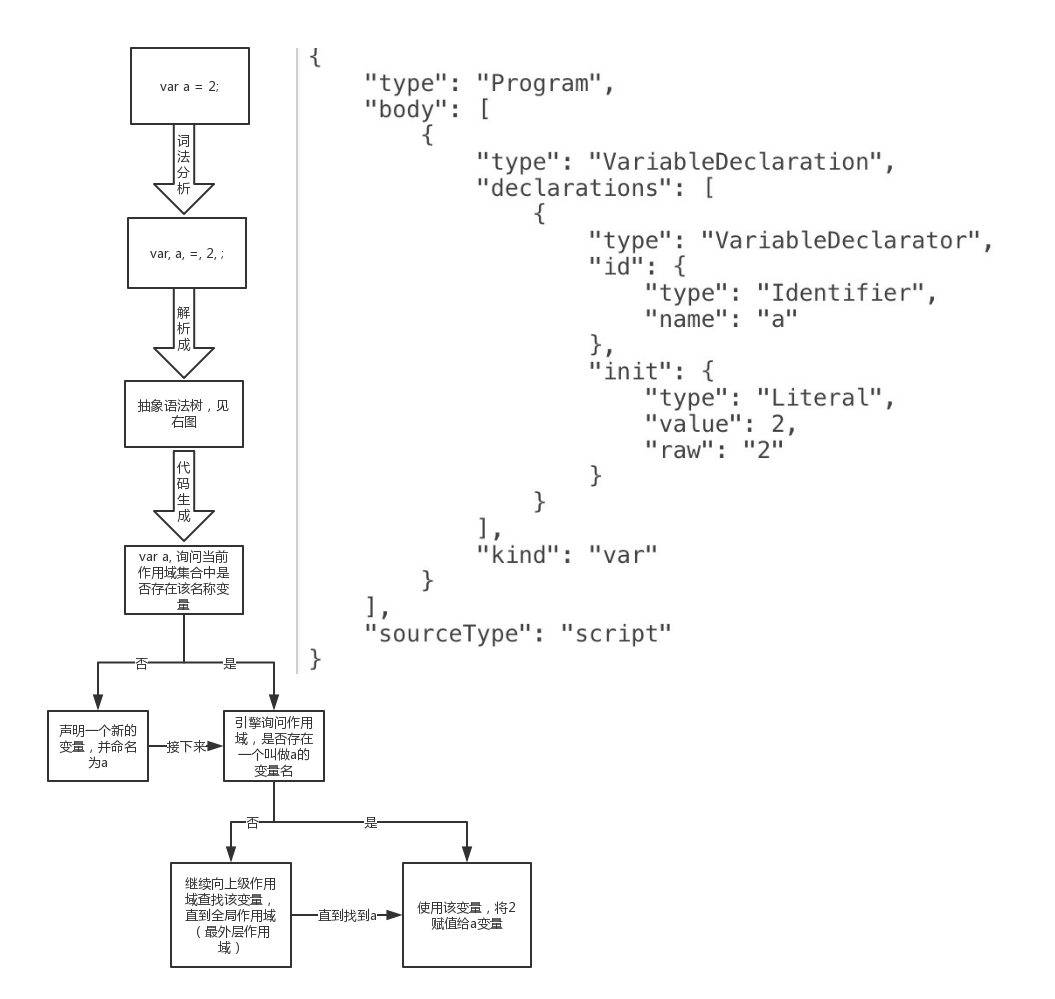 var a = 2;
词
法
分
析
var, a, =, 2, ;
解
析
成
抽象语法树，见
右图
代
码
生
成
var a, 询问当前
作用域集合中是
否存在该名称变
量
否
是
声明一个新的
变量，并命名
为a
接下来
引擎询问作用
域，是否存在
一个叫做a的
变量名
否
是
继续向上级作用
域查找该变量，
直到全局作用域
（最外层作用
域）
直到找到a
使用该变量，将2
赋值给a变量
{
"type": "Program",
"body": [
{
"type": "VariableDeclaration",
"declarations": [
{
"type": "VariableDeclarator",
"id": {
"type": "Identifier",
"name": "a"
},
"init": {
"type": "Literal",
"value": 2,
"raw": "2"
}
}
],
"kind": "var"
}
],
"sourceType": "script"
}